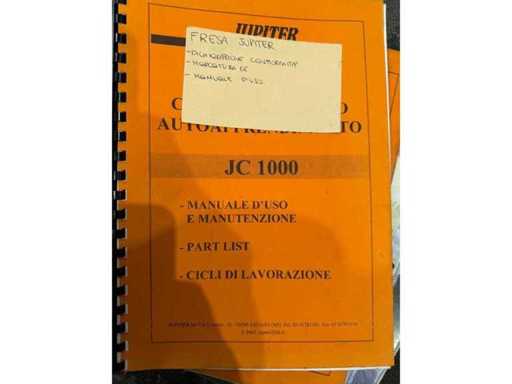 JUPITER
FRESA JUPITER
- DICHIARAZIONE CONFORMITA'
- MARCATURA CE
- MANUALE D'USO
JC 1000
- MANUALE D'USO
E MANUTENZIONE
- PART LIST
- CICLI DI LAVORAZIONE